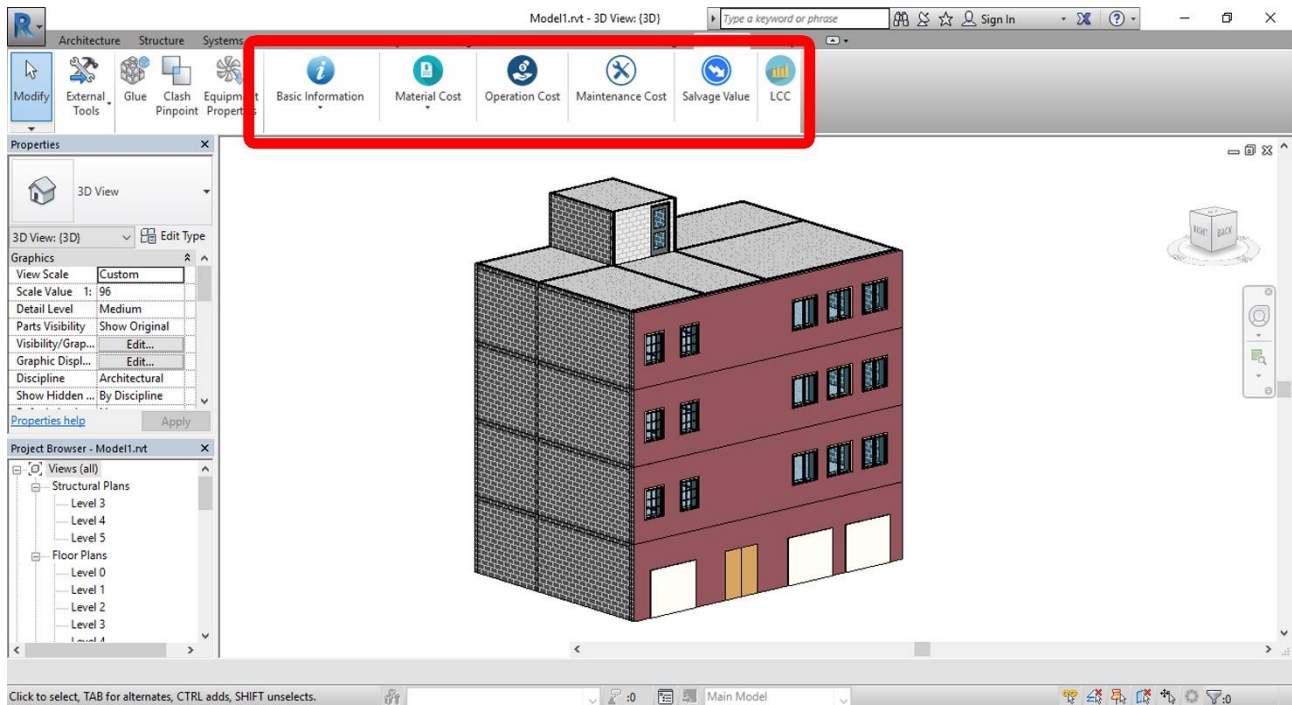 Model1.rvt - 3D View: {3D} Type a keyword or phrase Sign In
Architecture Structure Systems
Modify External Tools Glue Clash Pinpoint Equipment Properties Basic Information Material Cost Operation Cost Maintenance Cost Salvage Value LCC
Properties
3D View
3D View: {3D} Edit Type
Graphics
View Scale Custom
Scale Value 1: 96
Detail Level Medium
Parts Visibility Show Original
Visibility/Grap... Edit...
Graphic Displ... Edit...
Discipline Architectural
Show Hidden ... By Discipline
Properties help Apply
Project Browser - Model1.rvt
Views (all)
Structural Plans
Level 3
Level 4
Level 5
Floor Plans
Level 0
Level 1
Level 2
Level 3
Level 4
RIGHT BACK
Click to select, TAB for alternates, CTRL adds, SHIFT unselects. :0 Main Model :0